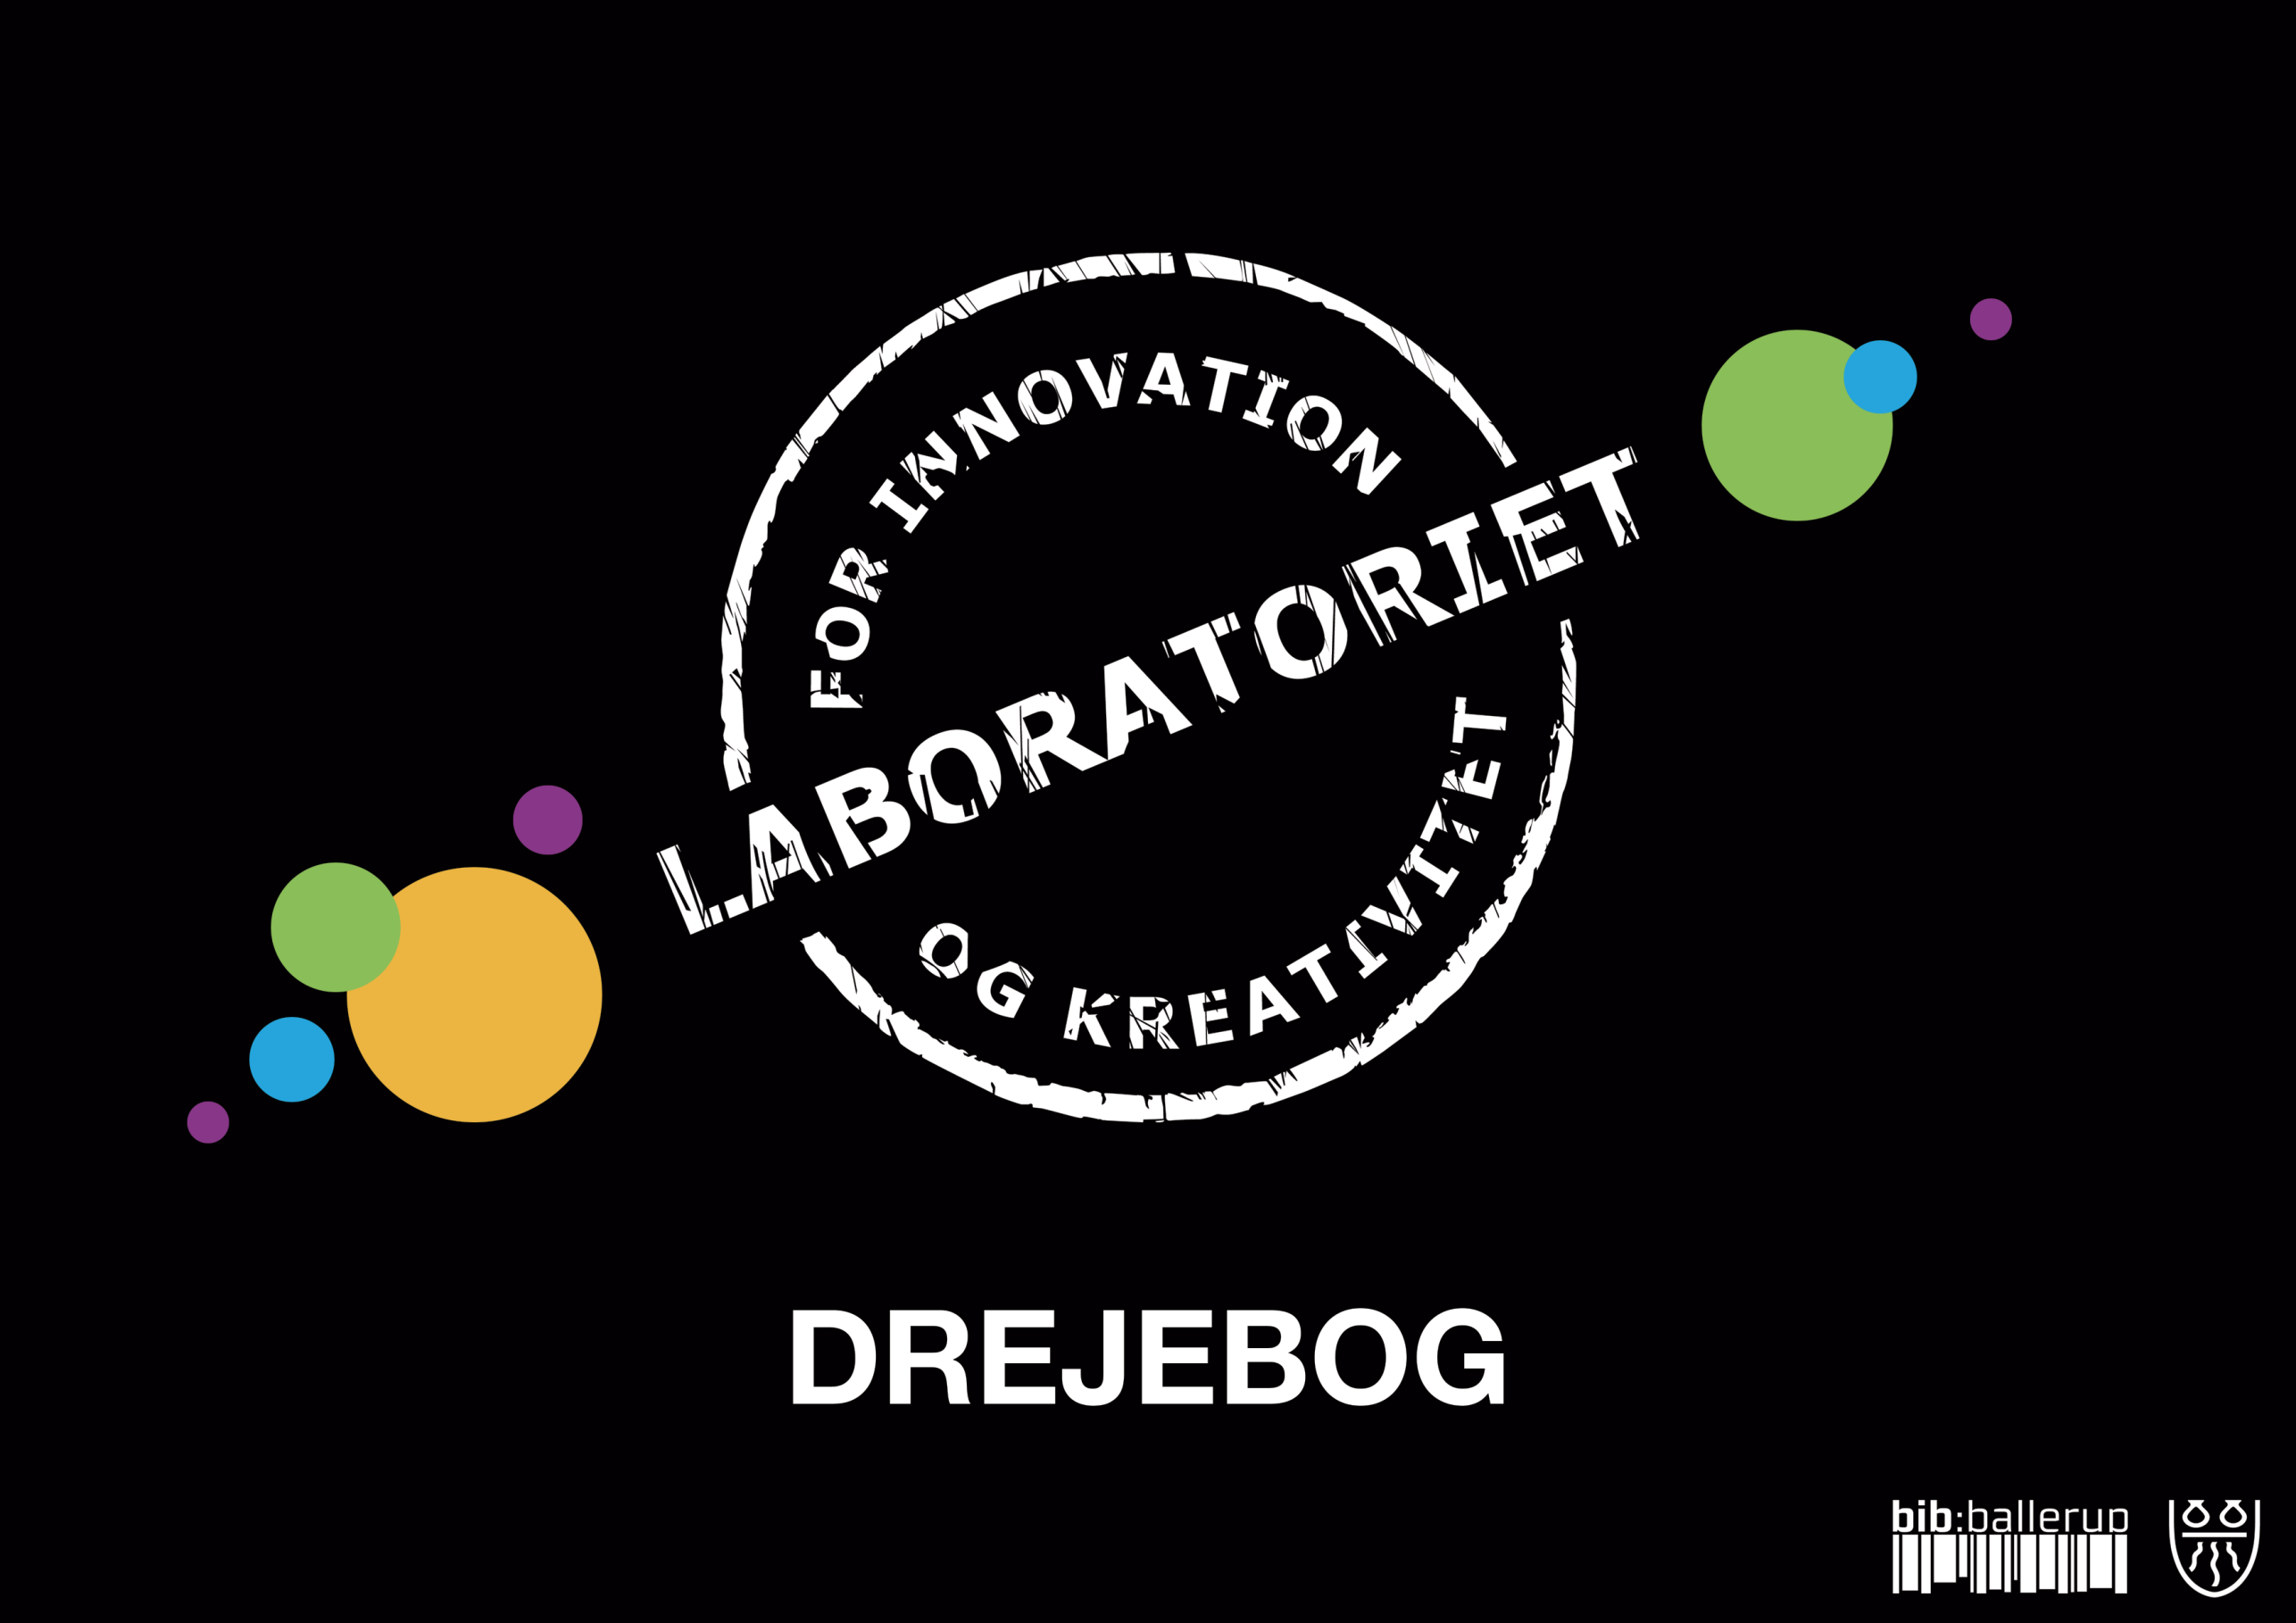 FOR INNOVATION
LABORATORIET
OG KREATIVITET
DREJEBOG
bib:ballerup